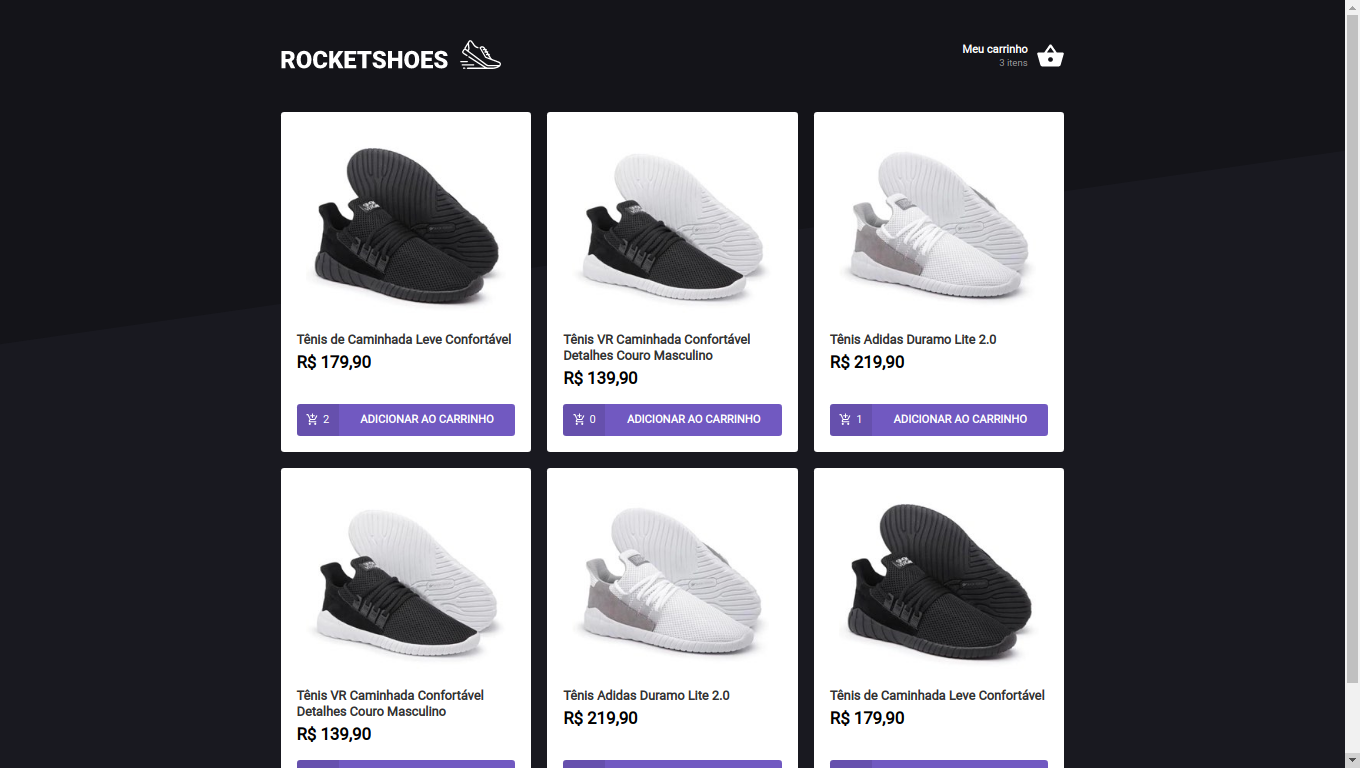 ROCKETSHOES
Meu carrinho
3 itens
Tênis de Caminhada Leve Confortável
R$ 179,90
2 ADICIONAR AO CARRINHO
Tênis VR Caminhada Confortável
Detalhes Couro Masculino
R$ 139,90
0 ADICIONAR AO CARRINHO
Tênis Adidas Duramo Lite 2.0
R$ 219,90
1 ADICIONAR AO CARRINHO
Tênis VR Caminhada Confortável
Detalhes Couro Masculino
R$ 139,90
Tênis Adidas Duramo Lite 2.0
R$ 219,90
Tênis de Caminhada Leve Confortável
R$ 179,90